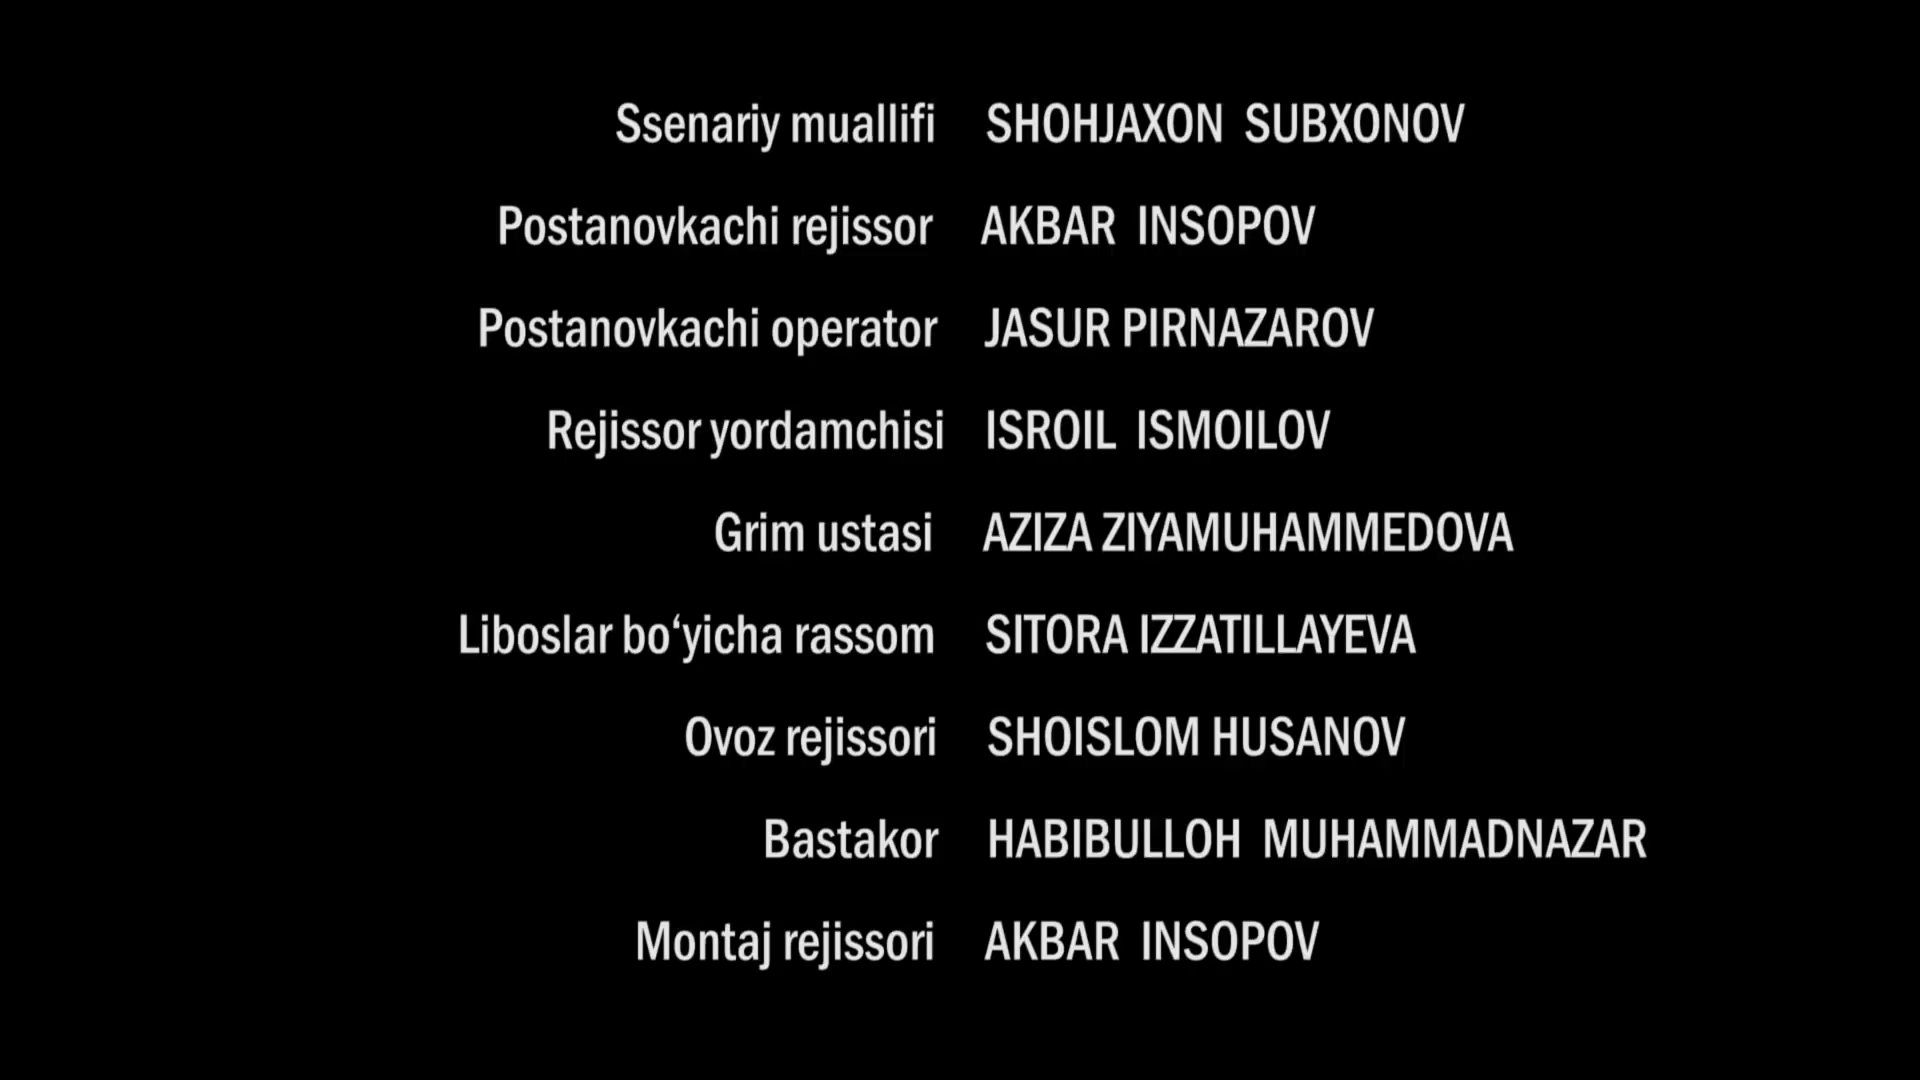 Ssenariy muallifi SHOHJAXON SUBXONOV
Postanovkachi rejissor AKBAR INSOPOV
Postanovkachi operator JASUR PIRNAZAROV
Rejissor yordamchisi ISROIL ISMOILOV
Grim ustasi AZIZA ZIYAMUHAMMEDOVA
Liboslar bo‘yicha rassom SITORA IZZATILLAYEVA
Ovoz rejissori SHOISLOM HUSANOV
Bastakor HABIBULLOH MUHAMMADNAZAR
Montaj rejissori AKBAR INSOPOV